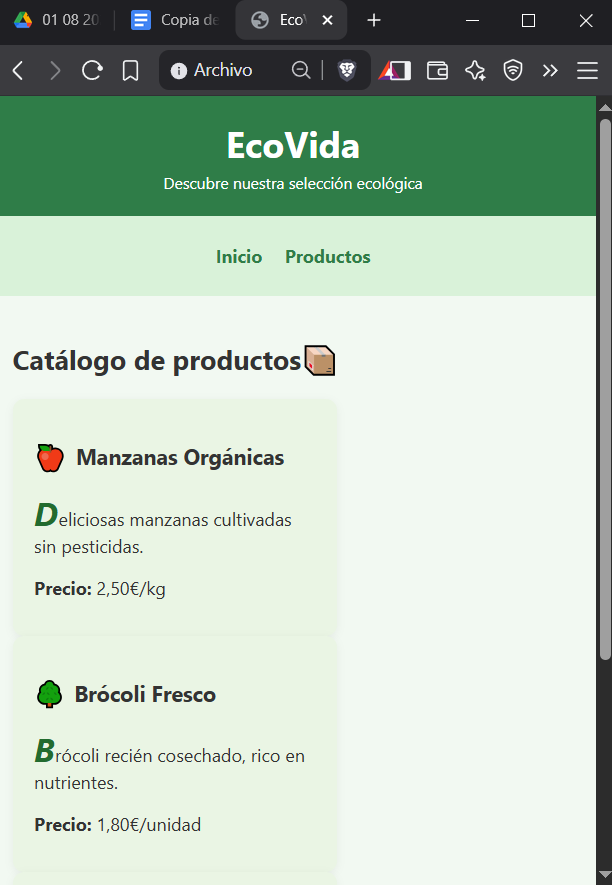 01 08 20
Copia de
EcoV
Archivo
EcoVida
Descubre nuestra selección ecológica
Inicio Productos
Catálogo de productos
Manzanas Orgánicas
Deliciosas manzanas cultivadas
sin pesticidas.
Precio: 2,50€/kg
Brócoli Fresco
Brócoli recién cosechado, rico en
nutrientes.
Precio: 1,80€/unidad